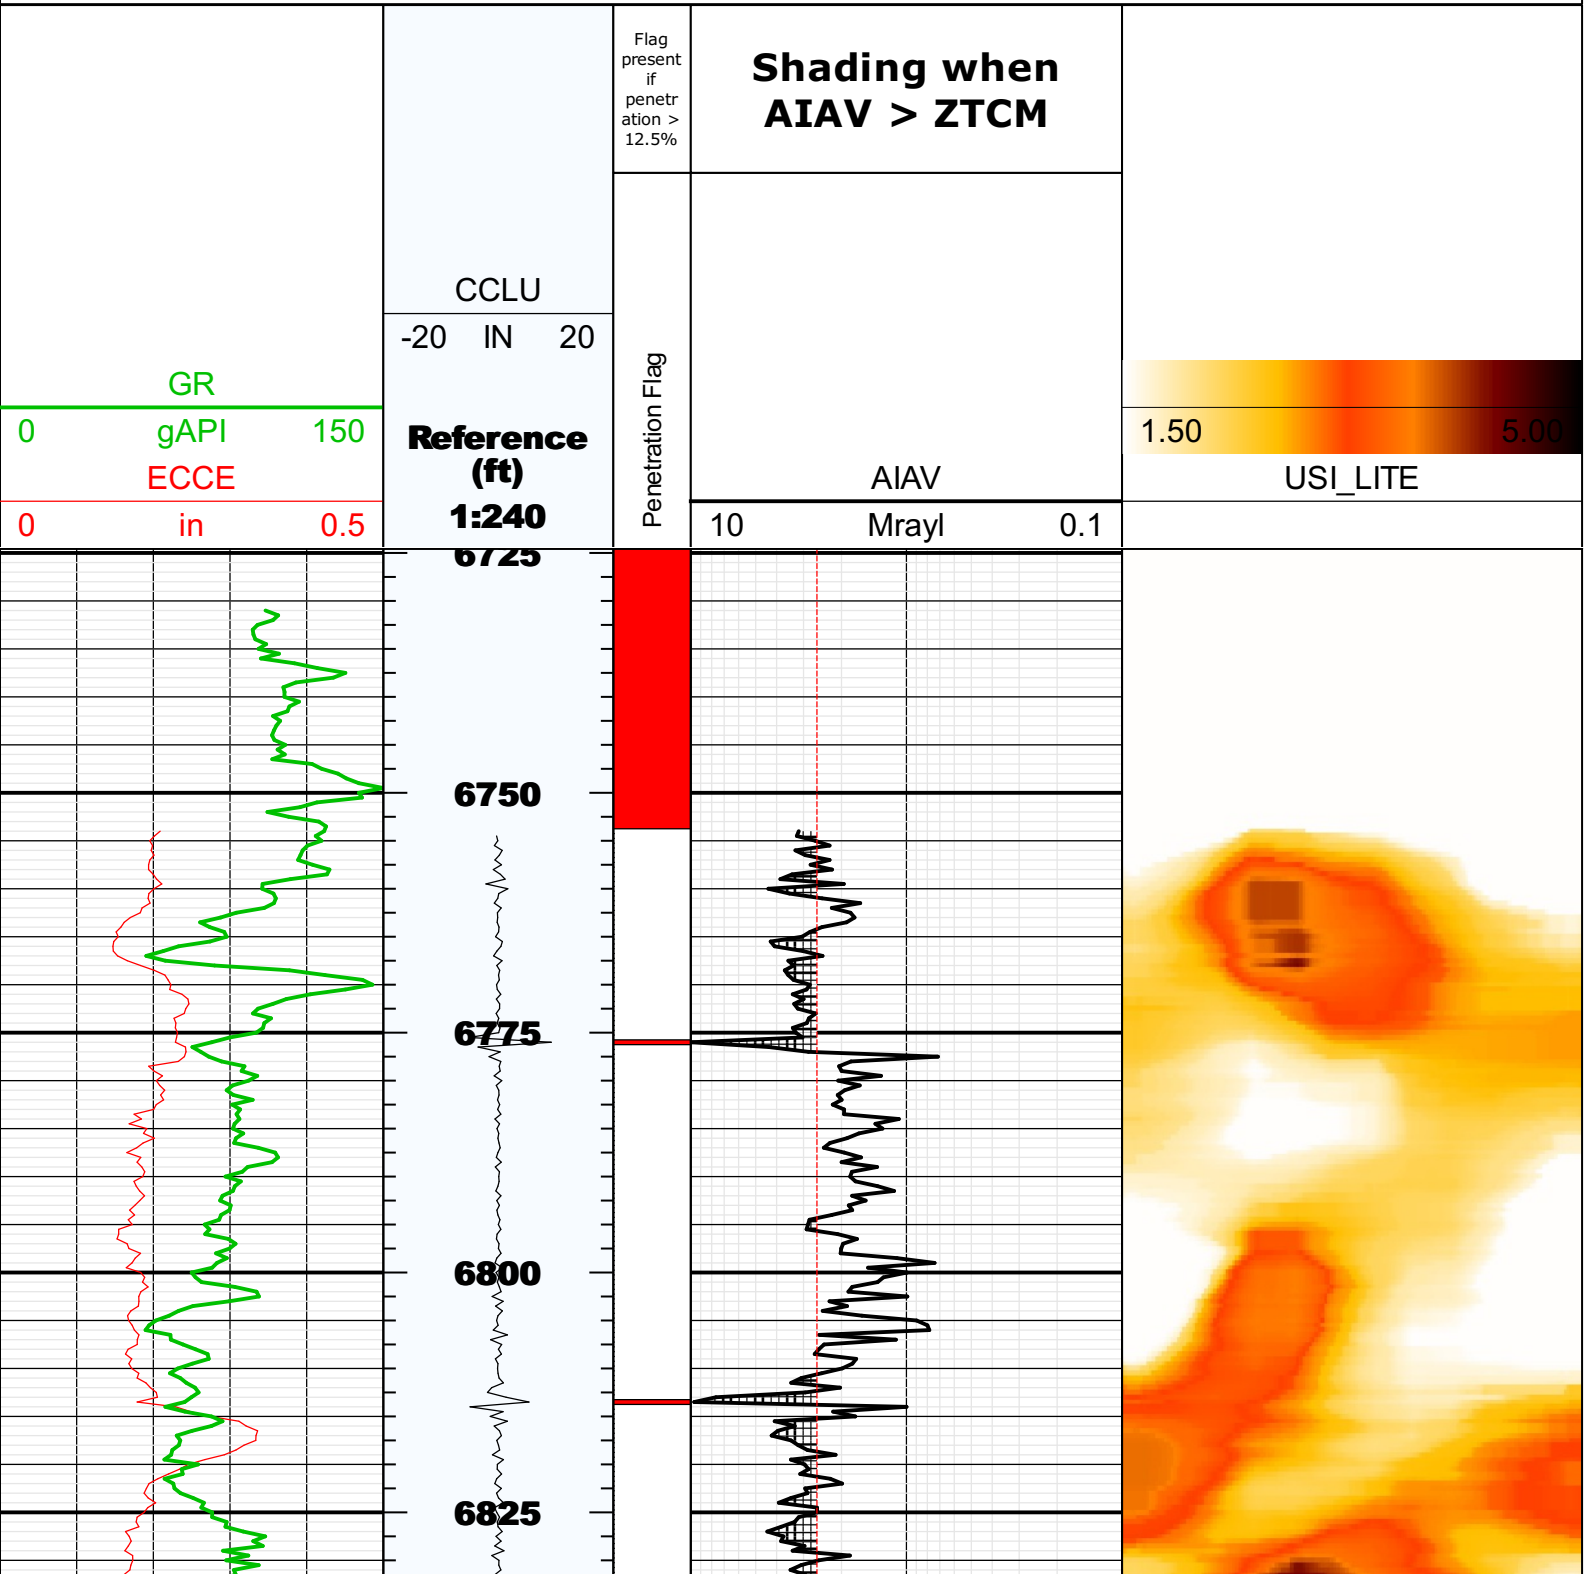 Flag
present
if
penetr
ation >
12.5%
Shading when
AIAV > ZTCM
CCLU
-20 IN 20
GR
0 gAPI 150
ECCE
0 in 0.5
Reference
(ft)
1:240
Penetration Flag
AIAV
10 Mrayl 0.1
1.50 5.00
USI_LITE
6725
6750
6775
6800
6825